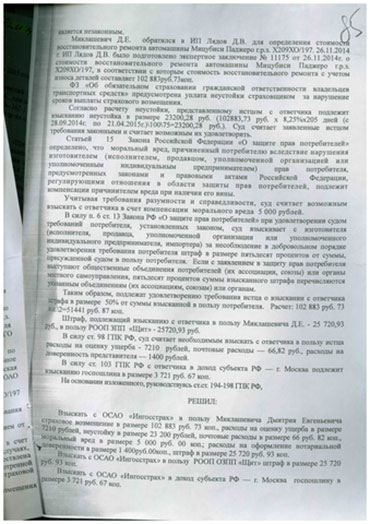 85
является незаконным.
Миклашевич Д.Е. обратился в ИП Лядов Д.В. для определения стоимости
восстановительного ремонта автомашины Мицубиси Паджеро г.р.з. Х209ХО/197. 26.11.2014
г. ИП Лядов Д.В. было подготовлено экспертное заключение № 11175 от 26.11.2014г. о
стоимости восстановительного ремонта автомашины Мицубиси Паджеро г.р.з.
Х209ХО/197, в соответствии с которым стоимость восстановительного ремонта с учетом
износа деталей составляет 102 883руб.73коп.
ФЗ «Об обязательном страховании гражданской ответственности владельцев
транспортных средств» предусмотрена уплата неустойки страховщиком за нарушение
сроков выплаты страхового возмещения.
Согласно расчету неустойки, представленному истцом с ответчика подлежит
взысканию неустойка в размере 23200,28 руб. (102883,73 руб. х 8,25%х205 дней (с
28.09.2014г. по 21.04.2015г.)100/75=23200,28 руб.). Суд считает заявленные истцом
требования законными и считает возможным их удовлетворить.
Статьей 15 Закона Российской Федерации «О защите прав потребителей»
определено, что моральный вред, причиненный потребителю вследствие нарушения
изготовителем (исполнителем, продавцом, уполномоченной организацией или
уполномоченным индивидуальным предпринимателем) прав потребителя,
предусмотренных законами и правовыми актами Российской Федерации,
регулирующими отношения в области защиты прав потребителей, подлежит
компенсации причинителем вреда при наличии его вины.
Учитывая требования разумности и справедливости, суд считает возможным
взыскать с ответчика в счет компенсации морального вреда 5 000 рублей.
В силу п. 6 ст. 13 Закона РФ «О защите прав потребителей» при удовлетворении судом
требований потребителя, установленных законом, суд взыскивает с изготовителя
(исполнителя, продавца, уполномоченной организации или уполномоченного
индивидуального предпринимателя, импортера) за несоблюдение в добровольном порядке
удовлетворения требований потребителя штраф в размере пятьдесят процентов от суммы,
присужденной судом в пользу потребителя. Если с заявлением в защиту прав потребителя
выступают общественные объединения потребителей (их ассоциации, союзы) или органы
местного самоуправления, пятьдесят процентов суммы взысканного штрафа перечисляются
указанным объединениям (их ассоциациям, союзам) или органам.
Таким образом, подлежит удовлетворению требования истца о взыскании с ответчика
штрафа в размере 50% от суммы взысканной в пользу потребителя. Расчет: 102 883 руб. 73
/2=51441 руб. 87 коп.
Штраф, подлежащий взысканию с ответчика в пользу Миклашевича Д.Е. - 25 720,93
руб., в пользу РООП ЗПП «Щит» - 25720,93 руб.
В силу ст. 98 ГПК РФ, суд считает необходимым взыскать с ответчика в пользу истца
расходы на оценку ущерба - 7210 рублей, почтовые расходы — 66,82 руб., расходы на
доверенность представителя — 1400 рублей.
В силу ст. 103 ГПК РФ с ответчика в доход субъекта РФ — г. Москвы подлежит
взысканию госпошлина в размере 3 721 руб. 67 коп.
На основании изложенного, руководствуясь ст.ст. 194-198 ГПК РФ,
РЕШИЛ:
Взыскать с ОСАО «Ингосстрах» в пользу Миклашевича Дмитрия Евгеньевича
страховое возмещение в размере 102 883 руб. 73 коп., расходы на оценку ущерба в размере
7210 рублей, неустойку в размере 23 200 рублей, почтовые расходы в размере 66 руб. 82 коп.,
моральный вред в размере 5 000 руб. 00 коп.; расходы на оформление нотариальной
доверенности в размере 1 400руб.00коп., штраф в размере 25 720 руб. 93 коп.
Взыскать с ОСАО «Ингосстрах» в пользу РООП ОЗПП «Щит» штраф в размере 25 720
руб. 93 коп.
Взыскать с ОСАО «Ингосстрах» в доход субъекта РФ — г. Москвы госпошлину в
размере 3 721 руб. 67 коп.